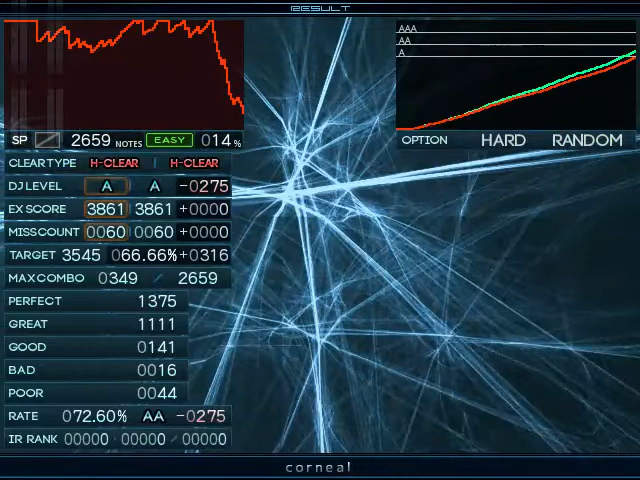 RESULT
AAA
AA
A
SP 2659 NOTES EASY 014 %
OPTION HARD RANDOM
CLEARTYPE H-CLEAR | H-CLEAR
DJ LEVEL A A -0275
EX SCORE 3861 3861 +0000
MISSCOUNT 0060 0060 +0000
TARGET 3545 066.66% +0316
MAXCOMBO 0349 / 2659
PERFECT 1375
GREAT 1111
GOOD 0141
BAD 0016
POOR 0044
RATE 072.60% AA -0275
IR RANK 00000 · 00000 / 00000
corneal